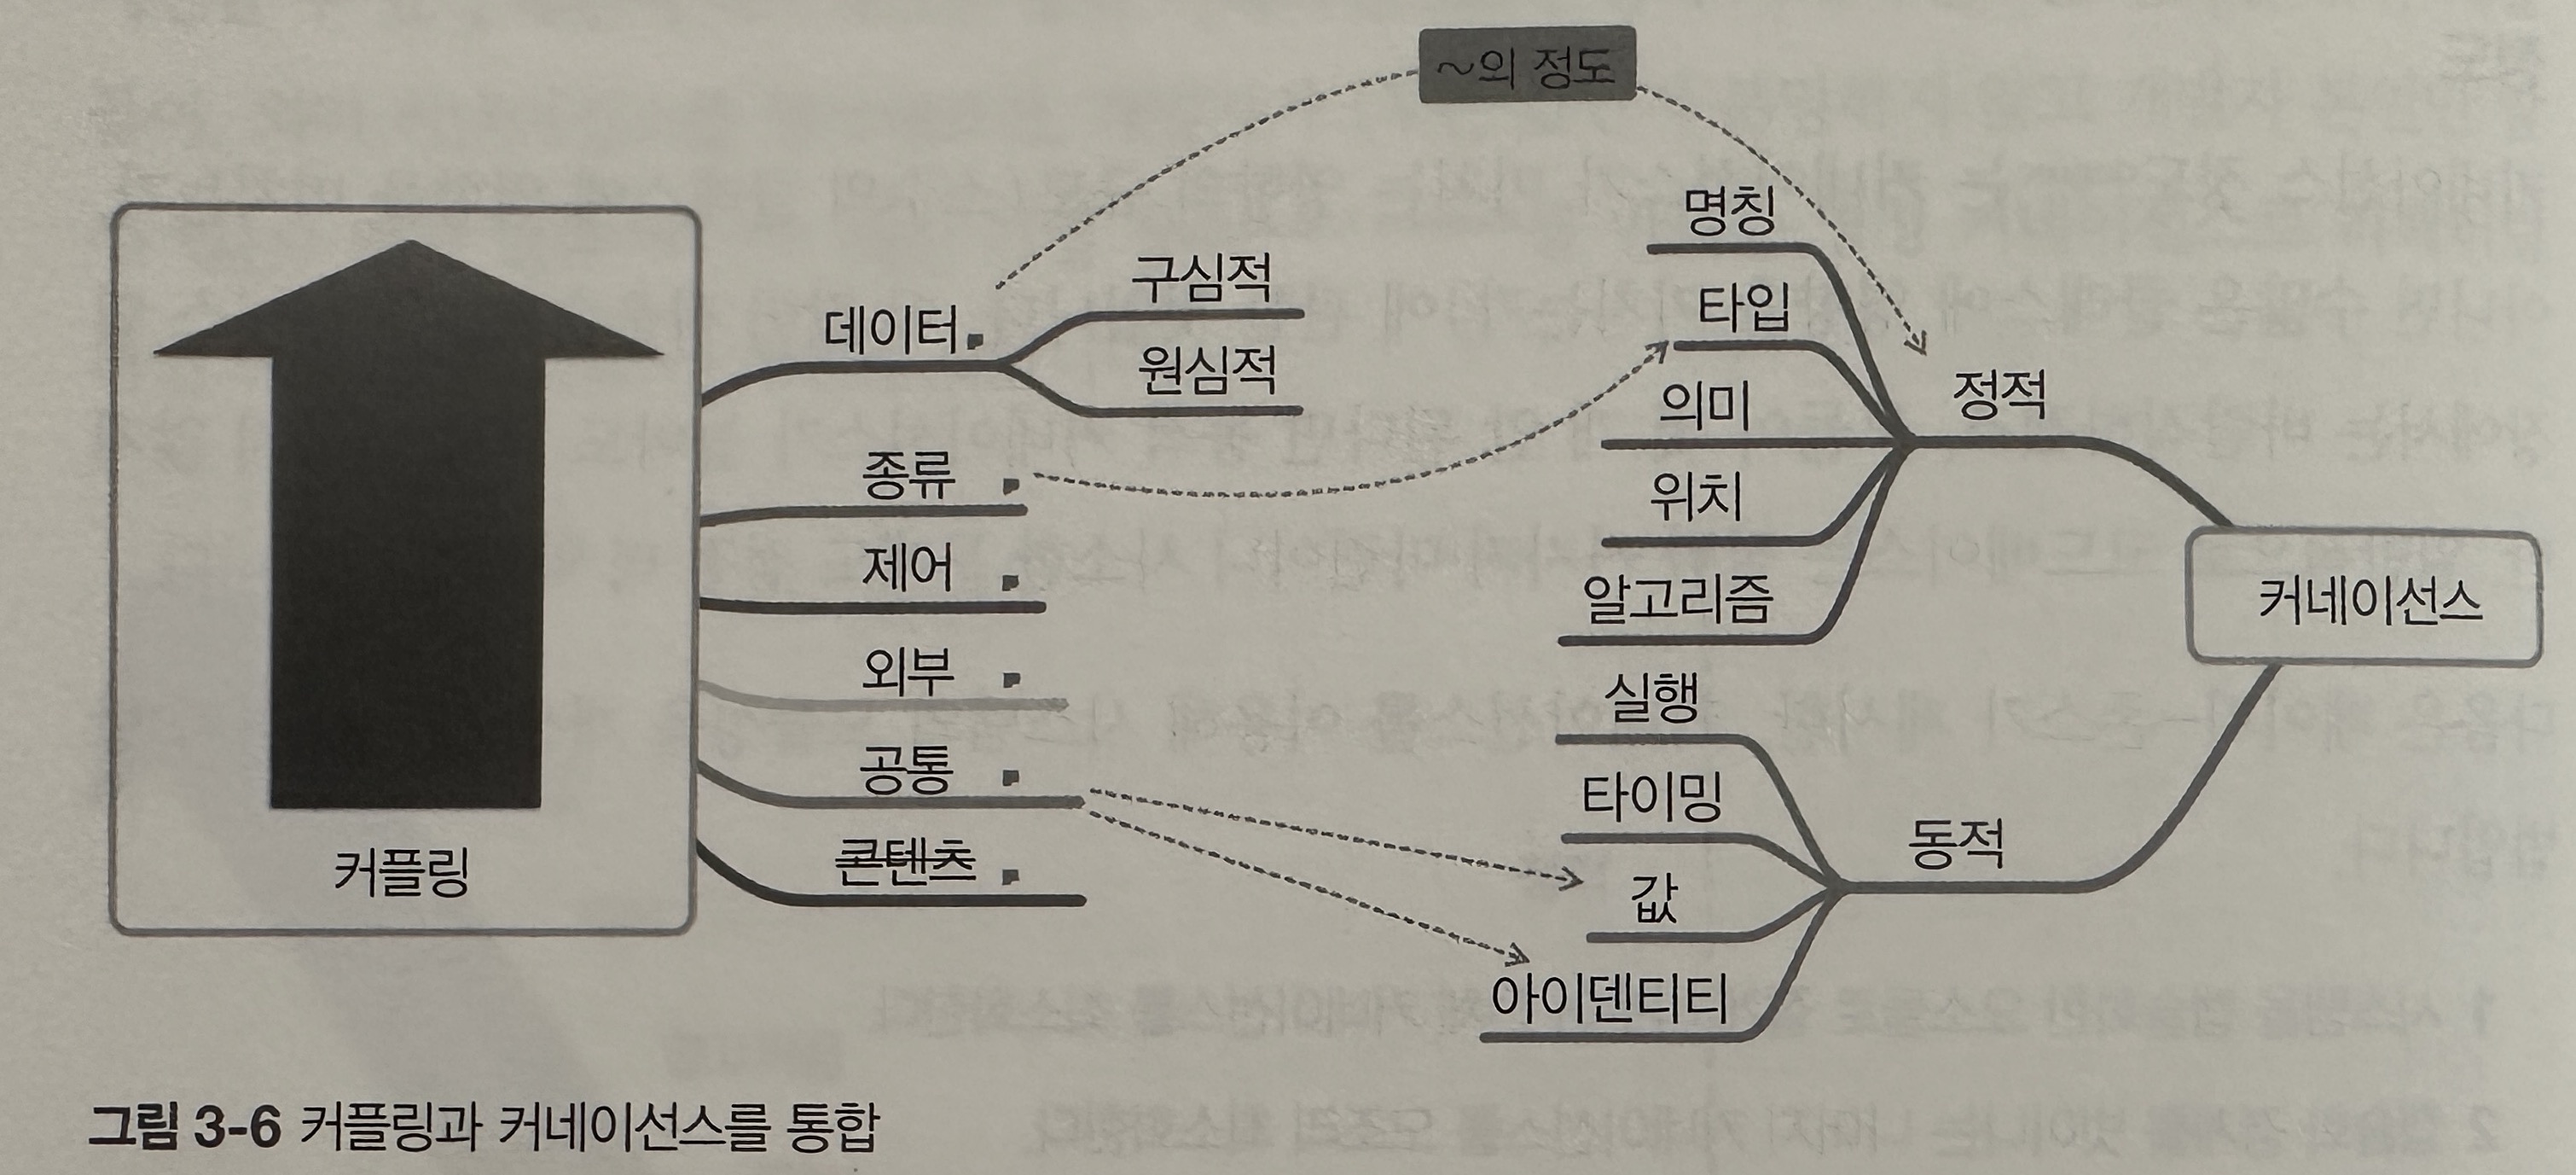 ~의 정도
명칭
구심적
타입
데이터
원심적
의미
정적
종류
위치
제어
알고리즘
커네이선스
외부
실행
공통
타이밍
동적
콘텐츠
커플링
값
아이덴티티
그림 3-6 커플링과 커네이선스를 통합